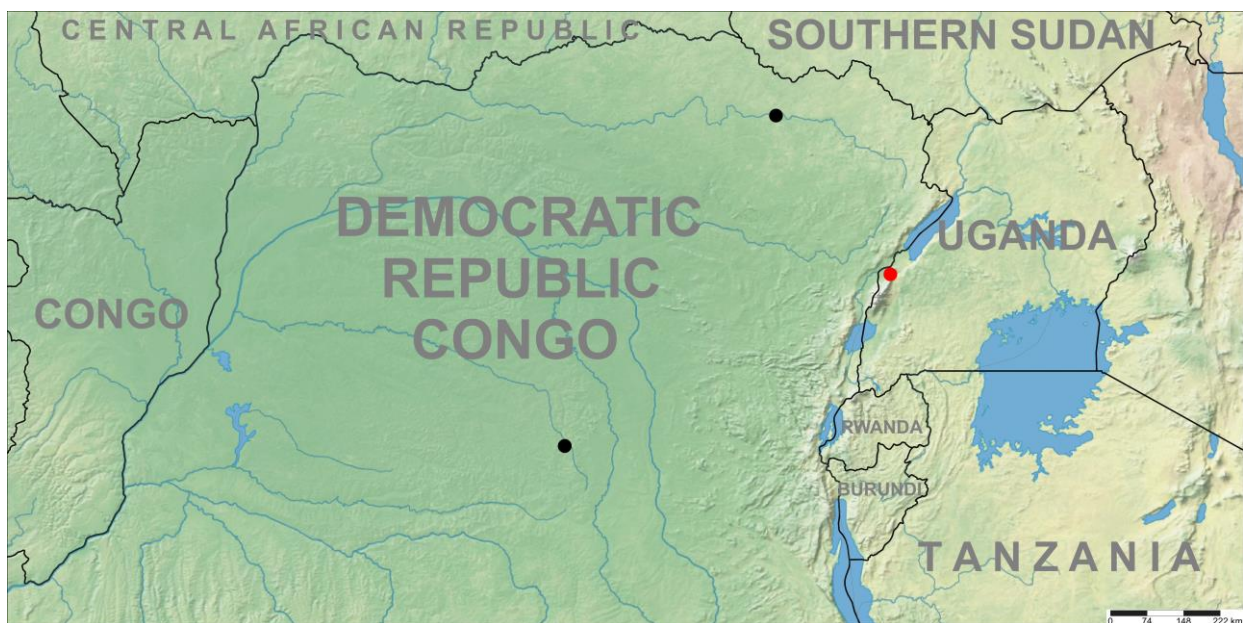 CENTRAL AFRICAN REPUBLIC
SOUTHERN SUDAN
DEMOCRATIC
REPUBLIC
CONGO
UGANDA
CONGO
RWANDA
BURUNDI
TANZANIA
0 74 148 222 km